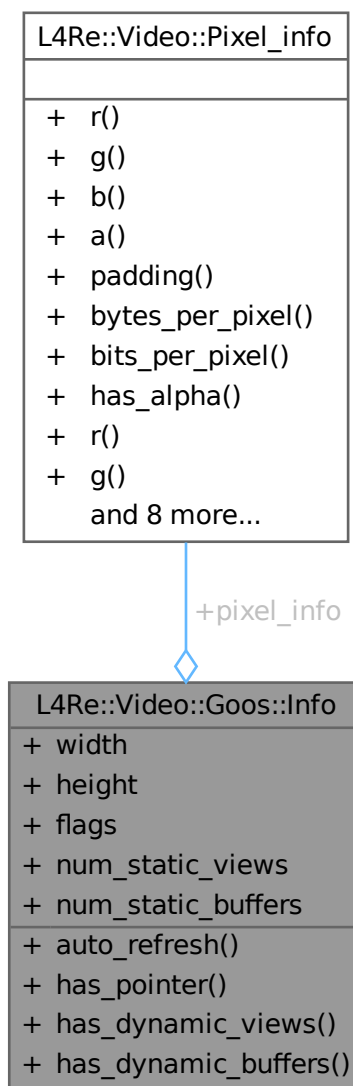 L4Re::Video::Pixel_info
+ r()
+ g()
+ b()
+ a()
+ padding()
+ bytes_per_pixel()
+ bits_per_pixel()
+ has_alpha()
+ r()
+ g()
and 8 more...
+pixel_info
L4Re::Video::Goos::Info
+ width
+ height
+ flags
+ num_static_views
+ num_static_buffers
+ auto_refresh()
+ has_pointer()
+ has_dynamic_views()
+ has_dynamic_buffers()